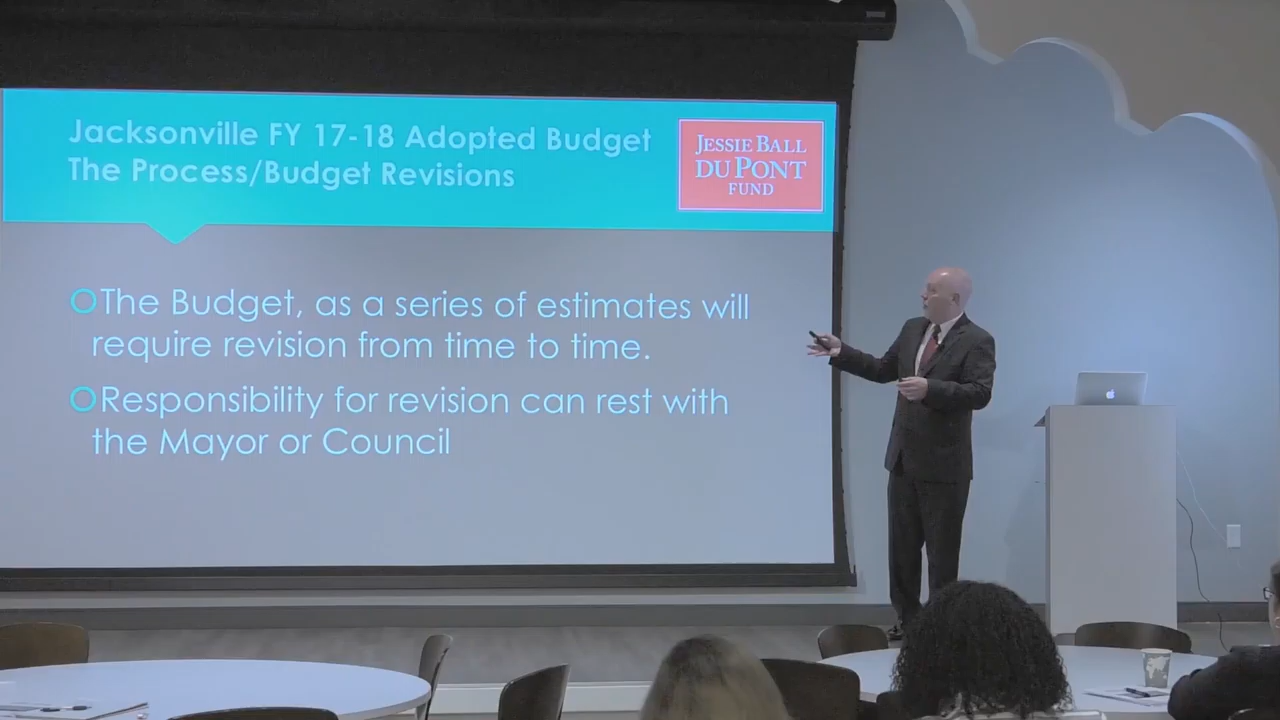 Jacksonville FY 17-18 Adopted Budget
The Process/Budget Revisions
JESSIE BALL
DU PONT
FUND
The Budget, as a series of estimates will
require revision from time to time.
Responsibility for revision can rest with
the Mayor or Council